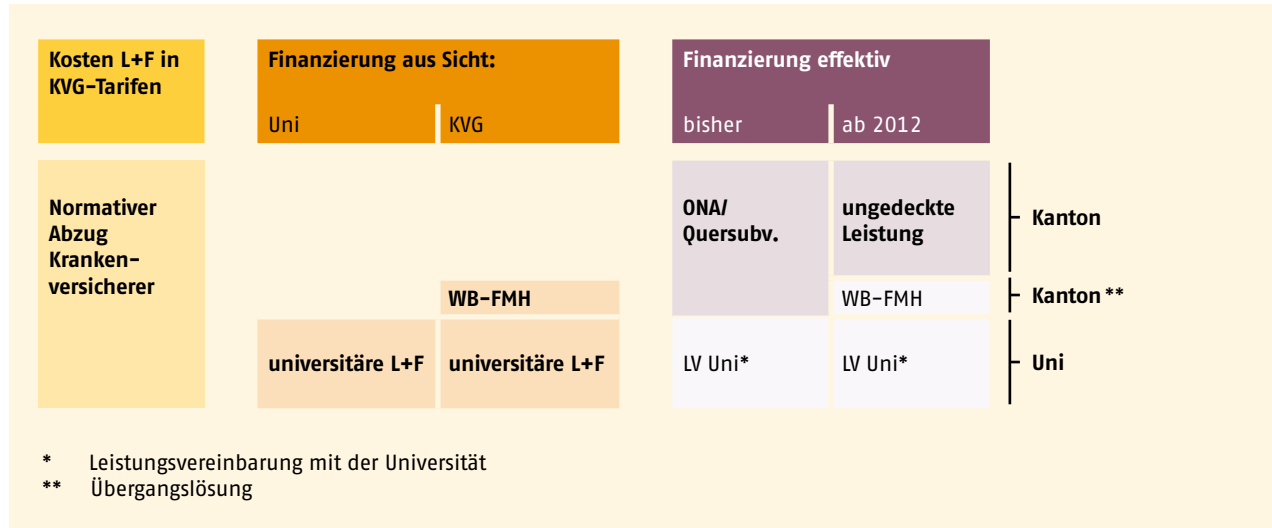 Kosten L+F in
KVG-Tarifen
Finanzierung aus Sicht:
Uni
KVG
Finanzierung effektiv
bisher
ab 2012
Normativer
Abzug
Kranken-
versicherer
WB-FMH
universitäre L+F
universitäre L+F
ONA/
Quersubv.
ungedeckte
Leistung
WB-FMH
LV Uni*
LV Uni*
Kanton
Kanton **
Uni
* Leistungsvereinbarung mit der Universität
** Übergangslösung